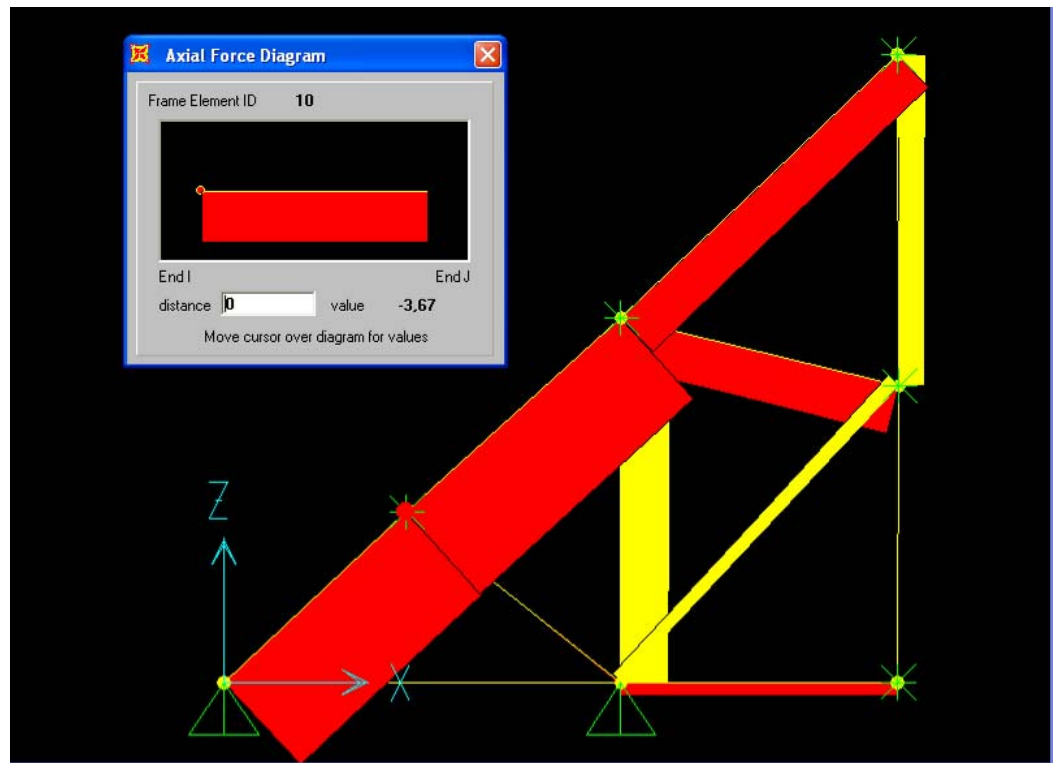 Axial Force Diagram
Frame Element ID 10
End I End J
distance 0 value -3,67
Move cursor over diagram for values
Z
X